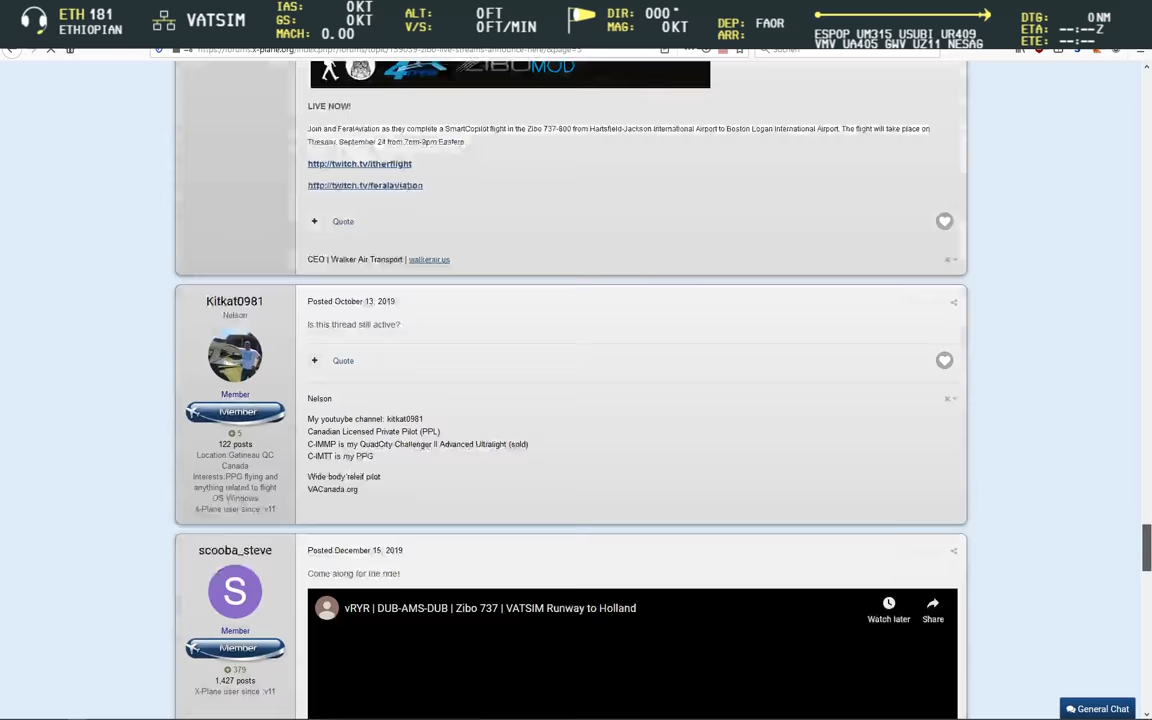 ETH 181
ETHIOPIAN
VATSIM
IAS: 0KT
GS: 0KT
MACH: 0.00
ALT: 0FT
V/S: 0FT/MIN
DIR: 000°
MAG: 0KT
DEP: FAOR
ARR:
ESPOP UM315 USUBI UR409
VMV UA405 GWV UZ11 NESAG
DTG: 0NM
ETA: --:--Z
ETE: --:--
ZIBOMOD
LIVE NOW!
Join and FeralAviation as they complete a SmartCopilot flight in the Zibo 737-800 from Hartsfield-Jackson International Airport to Boston Logan International Airport. The flight will take place on
Tuesday, September 24 from 7pm-9pm Eastern.
http://twitch.tv/itherflight
http://twitch.tv/feralaviation
+ Quote
CEO | Walker Air Transport | walkerair.us
Kitkat0981
Nelson
Member
Member
5
122 posts
Location:Gatineau QC
Canada
Interests:PPG flying and
anything related to flight
OS:Windows
X-Plane user since :v11
Posted October 13, 2019
Is this thread still active?
+ Quote
Nelson
My youtuybe channel: kitkat0981
Canadian Licensed Private Pilot (PPL)
C-IMMP is my QuadCity Challenger II Advanced Ultralight (sold)
C-IMTT is my PPG
Wide body releif pilot
VACanada.org
scooba_steve
S
Member
Member
379
1,427 posts
X-Plane user since :v11
Posted December 15, 2019
Come along for the ride!
vRYR | DUB-AMS-DUB | Zibo 737 | VATSIM Runway to Holland
Watch later
Share
General Chat